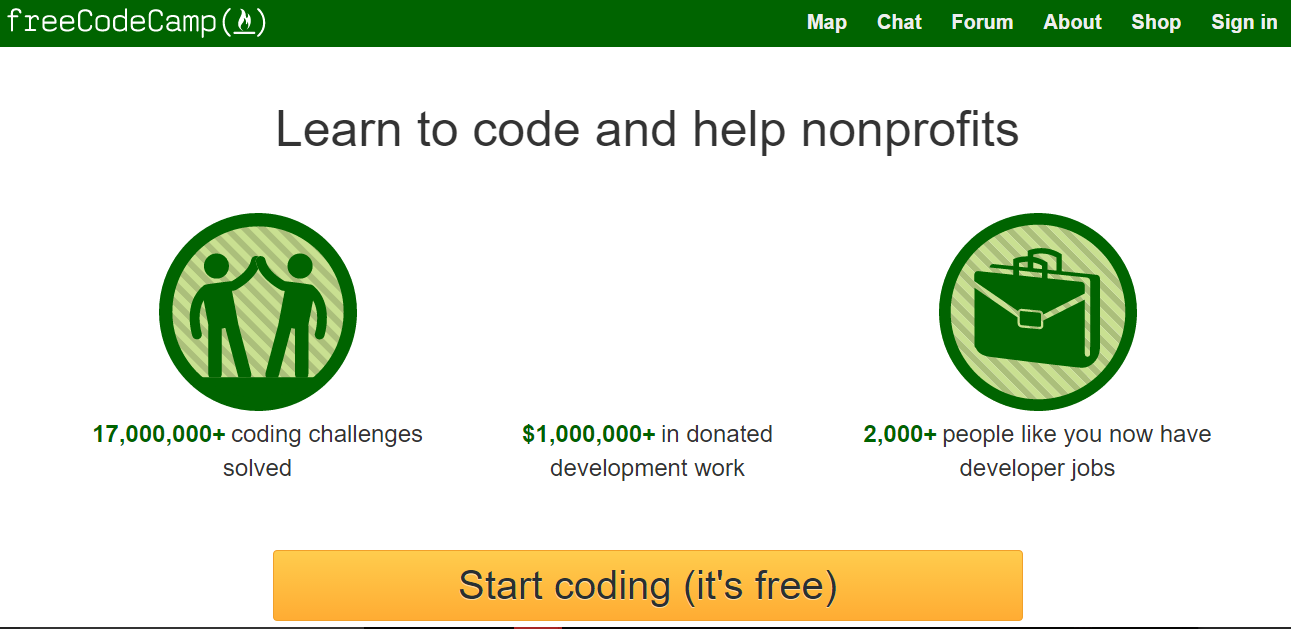 freeCodeCamp(🔥)
Map Chat Forum About Shop Sign in
Learn to code and help nonprofits
17,000,000+ coding challenges
solved
$1,000,000+ in donated
development work
2,000+ people like you now have
developer jobs
Start coding (it's free)